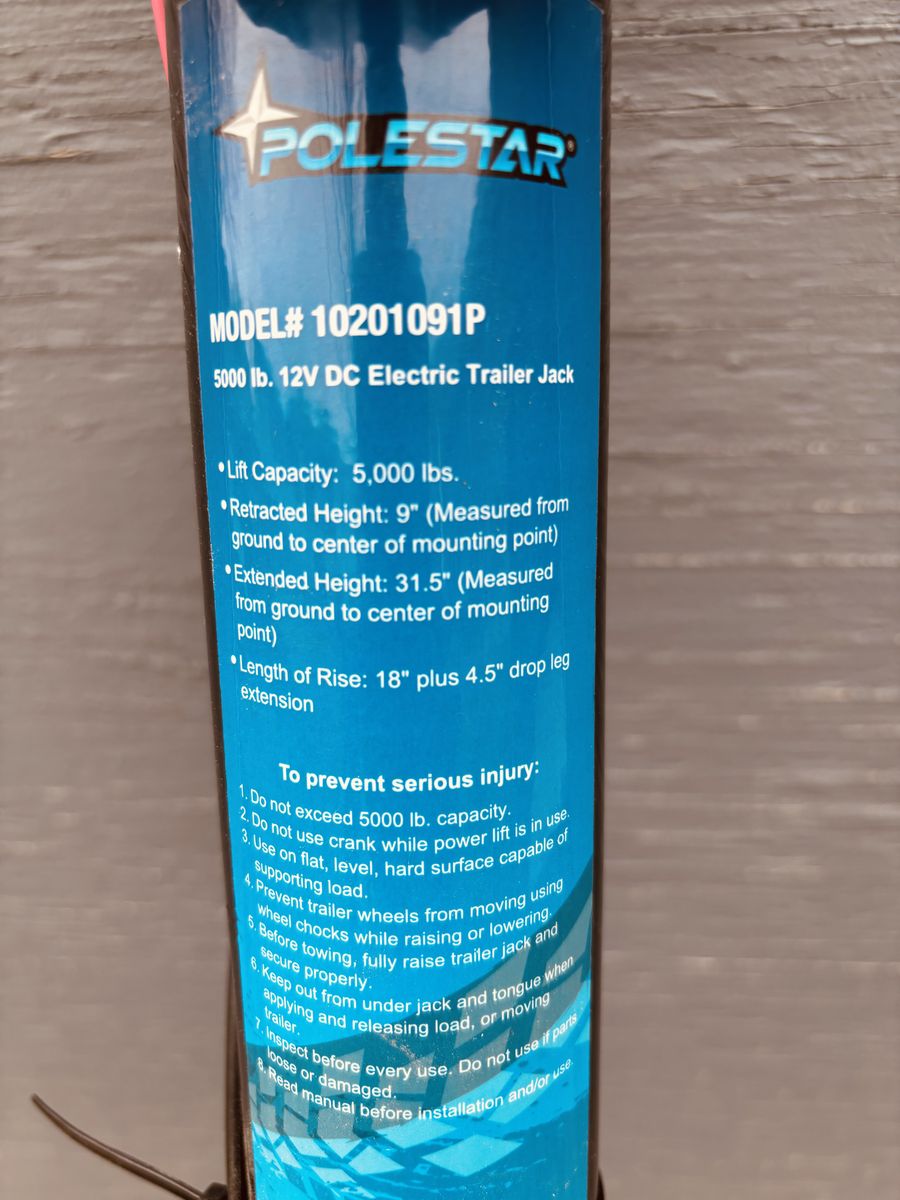 POLESTAR®
MODEL# 10201091P
5000 lb. 12V DC Electric Trailer Jack
•Lift Capacity: 5,000 lbs.
•Retracted Height: 9" (Measured from
ground to center of mounting point)
•Extended Height: 31.5" (Measured
from ground to center of mounting
point)
•Length of Rise: 18" plus 4.5" drop leg
extension
To prevent serious injury:
1. Do not exceed 5000 lb. capacity.
2. Do not use crank while power lift is in use.
3. Use on flat, level, hard surface capable of
supporting load.
4. Prevent trailer wheels from moving using
wheel chocks while raising or lowering.
5. Before towing, fully raise trailer jack and
secure properly.
6. Keep out from under jack and tongue when
applying and releasing load, or moving
trailer.
7. Inspect before every use. Do not use if parts
loose or damaged.
8. Read manual before installation and/or use.